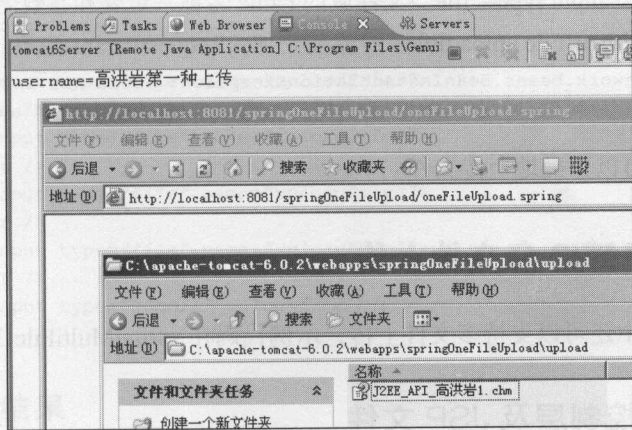 Problems Tasks Web Browser Console Servers
tomcat6Server [Remote Java Application] C:\Program Files\Genui
username=高洪岩第一种上传
http://localhost:8081/springOneFileUpload/oneFileUpload.spring
文件(F) 编辑(E) 查看(V) 收藏(A) 工具(T) 帮助(H)
后退 搜索 收藏夹
地址(D) http://localhost:8081/springOneFileUpload/oneFileUpload.spring
C:\apache-tomcat-6.0.2\webapps\springOneFileUpload\upload
文件(F) 编辑(E) 查看(V) 收藏(A) 工具(T) 帮助(H)
后退 搜索 文件夹
地址(D) C:\apache-tomcat-6.0.2\webapps\springOneFileUpload\upload
名称
文件和文件夹任务
J2EE_API_高洪岩1.chm
创建一个新文件夹